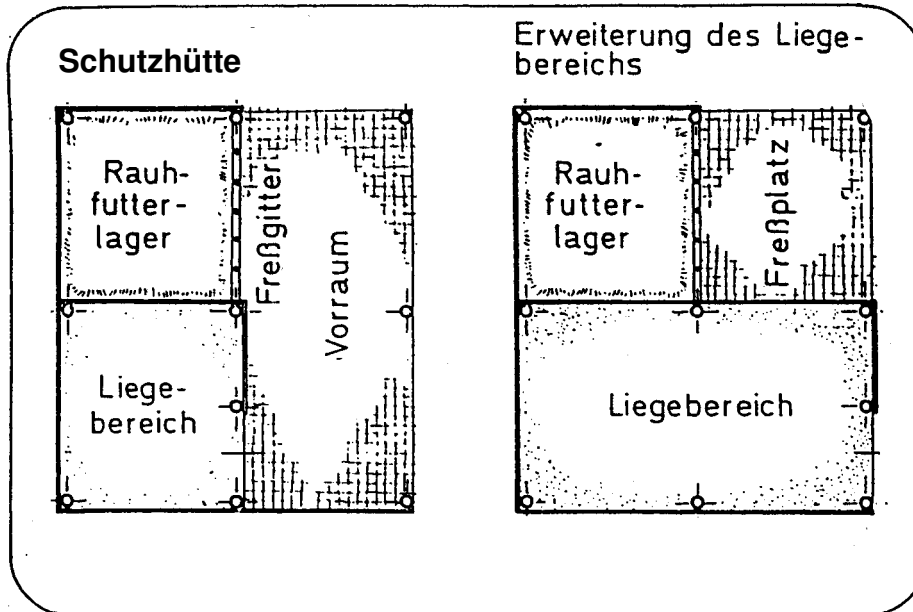 Schutzhütte
Rauh-
futter-
lager
Freßgitter
Vorraum
Liege-
bereich
Erweiterung des Liege-
bereichs
Rauh-
futter-
lager
Freßplatz
Liegebereich